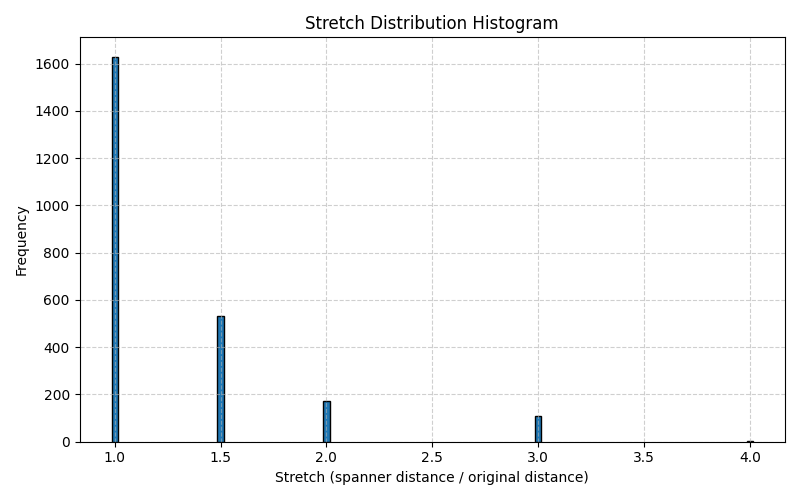 Stretch Distribution Histogram
Frequency
1600
1400
1200
1000
800
600
400
200
0
1.0 1.5 2.0 2.5 3.0 3.5 4.0
Stretch (spanner distance / original distance)